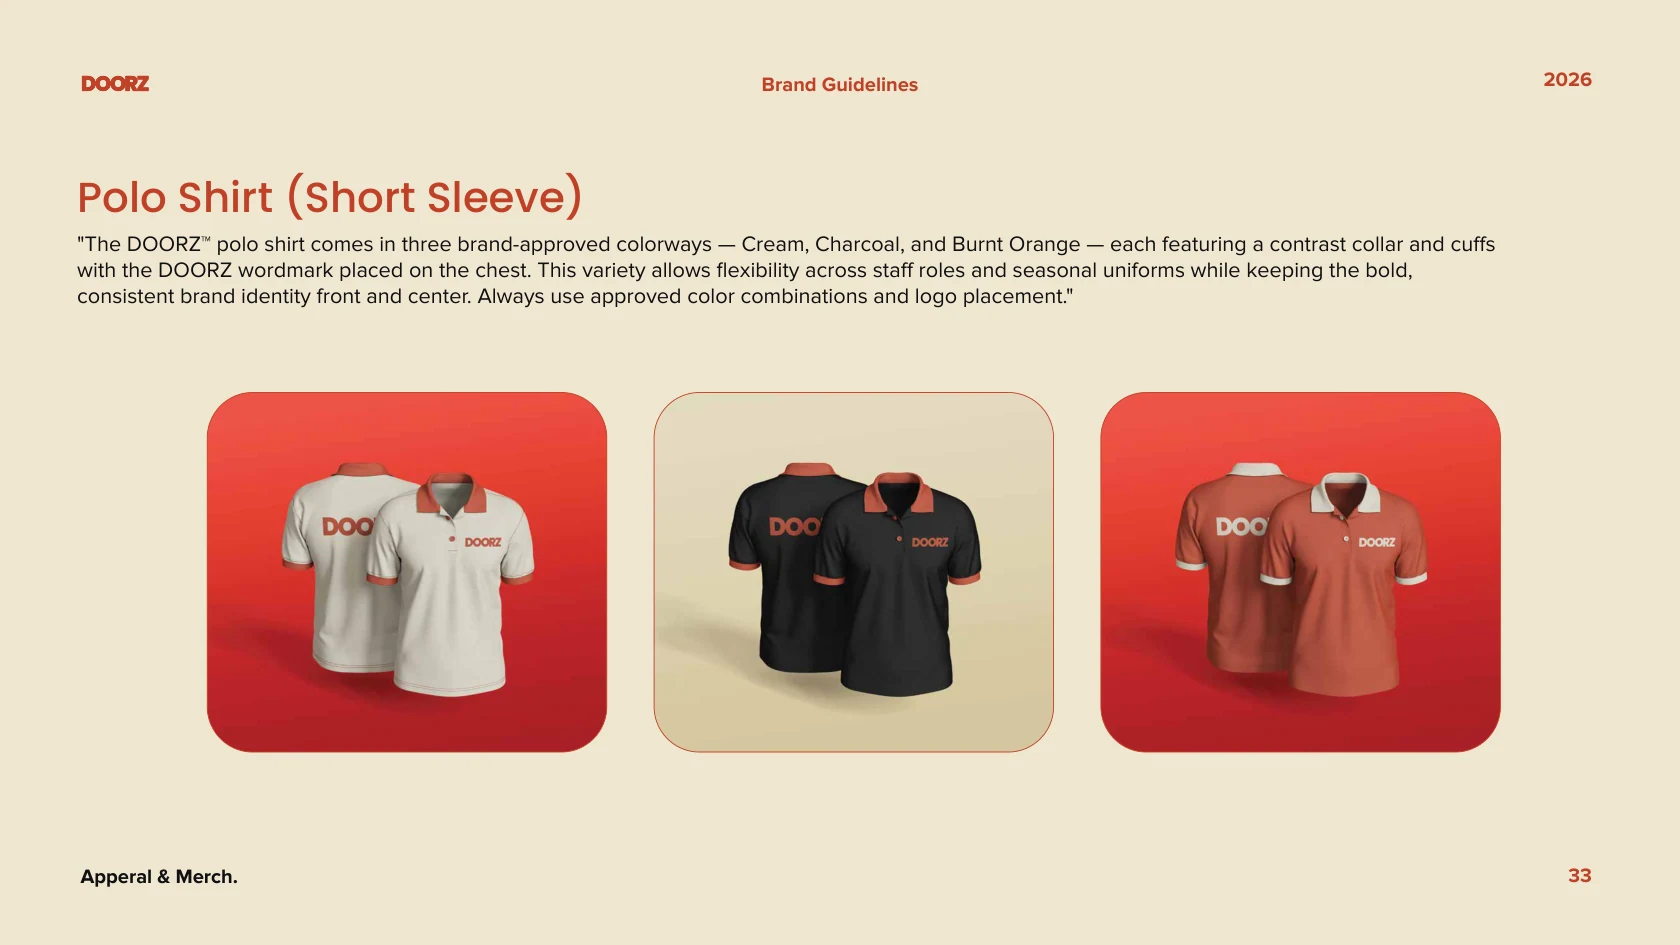 DOORZ
Brand Guidelines
2026
Polo Shirt (Short Sleeve)
"The DOORZ™ polo shirt comes in three brand-approved colorways — Cream, Charcoal, and Burnt Orange — each featuring a contrast collar and cuffs
with the DOORZ wordmark placed on the chest. This variety allows flexibility across staff roles and seasonal uniforms while keeping the bold,
consistent brand identity front and center. Always use approved color combinations and logo placement."
DOO
DOORZ
DOO
DOORZ
DOO
DOORZ
Apperal & Merch.
33